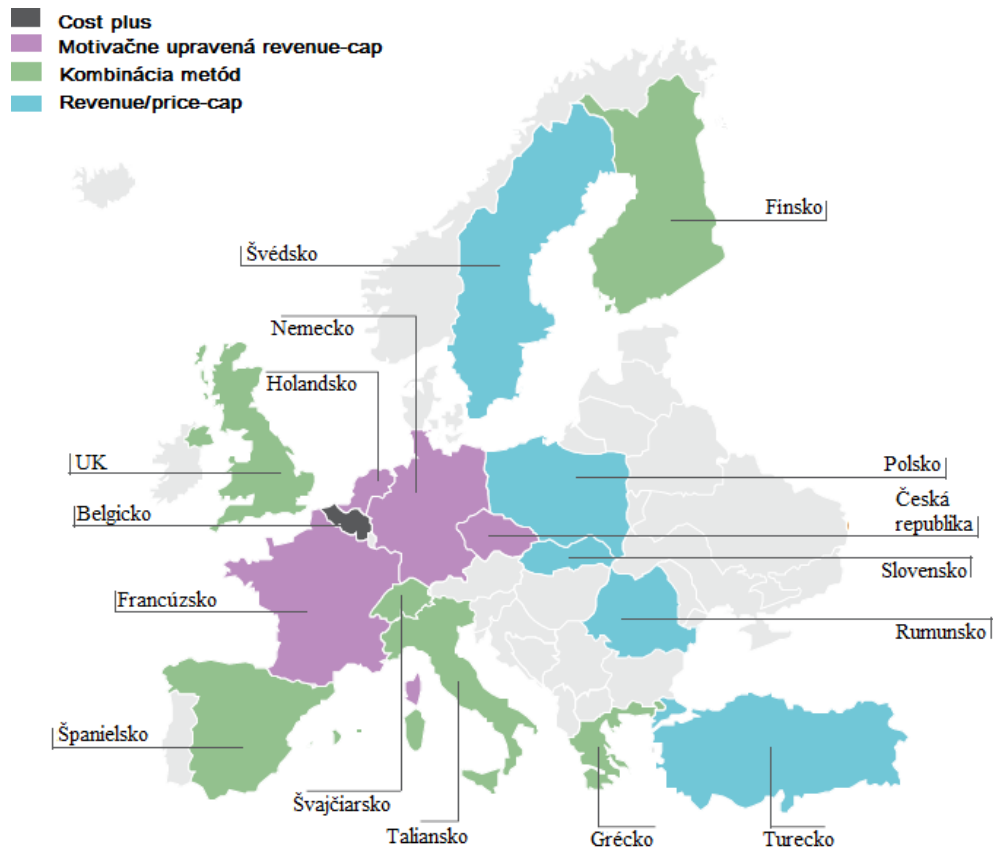 Cost plus
Motivačne upravená revenue-cap
Kombinácia metód
Revenue/price-cap
Fínsko
Švédsko
Nemecko
Holandsko
UK
Polsko
Česká
republika
Belgicko
Slovensko
Francúzsko
Rumunsko
Španielsko
Švajčiarsko
Taliansko
Grécko
Turecko